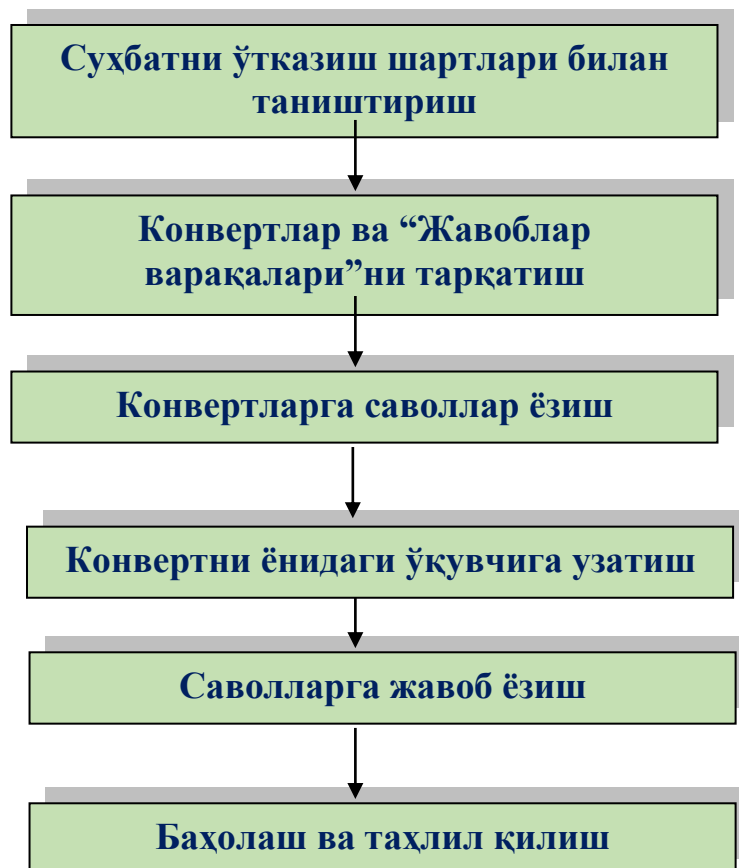 Суҳбатни ўтказиш шартлари билан
таништириш
Конвертлар ва “Жавоблар
варақалари”ни тарқатиш
Конвертларга саволлар ёзиш
Конвертни ёнидаги ўқувчига узатиш
Саволларга жавоб ёзиш
Баҳолаш ва таҳлил қилиш